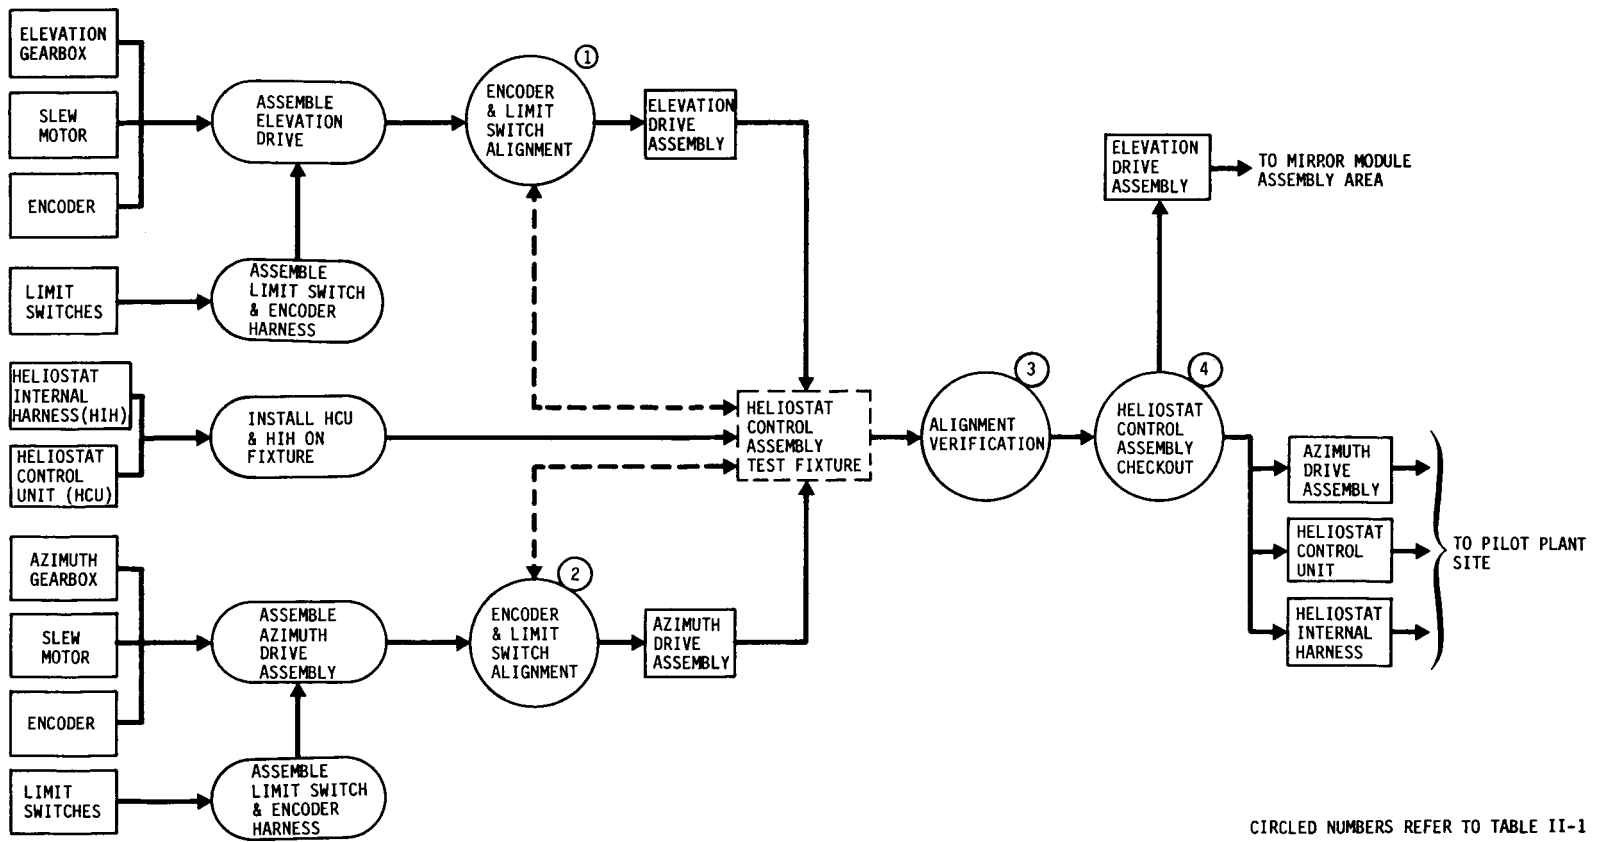 ELEVATION
GEARBOX
SLEW
MOTOR
ENCODER
LIMIT
SWITCHES
ASSEMBLE
ELEVATION
DRIVE
ASSEMBLE
LIMIT SWITCH
& ENCODER
HARNESS
1
ENCODER
& LIMIT
SWITCH
ALIGNMENT
ELEVATION
DRIVE
ASSEMBLY
HELIOSTAT
INTERNAL
HARNESS(HIH)
HELIOSTAT
CONTROL
UNIT (HCU)
INSTALL HCU
& HIH ON
FIXTURE
HELIOSTAT
CONTROL
ASSEMBLY
TEST FIXTURE
AZIMUTH
GEARBOX
SLEW
MOTOR
ENCODER
LIMIT
SWITCHES
ASSEMBLE
AZIMUTH
DRIVE
ASSEMBLY
ASSEMBLE
LIMIT SWITCH
& ENCODER
HARNESS
2
ENCODER
& LIMIT
SWITCH
ALIGNMENT
AZIMUTH
DRIVE
ASSEMBLY
3
ALIGNMENT
VERIFICATION
4
HELIOSTAT
CONTROL
ASSEMBLY
CHECKOUT
ELEVATION
DRIVE
ASSEMBLY
TO MIRROR MODULE
ASSEMBLY AREA
AZIMUTH
DRIVE
ASSEMBLY
HELIOSTAT
CONTROL
UNIT
HELIOSTAT
INTERNAL
HARNESS
TO PILOT PLANT
SITE
CIRCLED NUMBERS REFER TO TABLE II-1